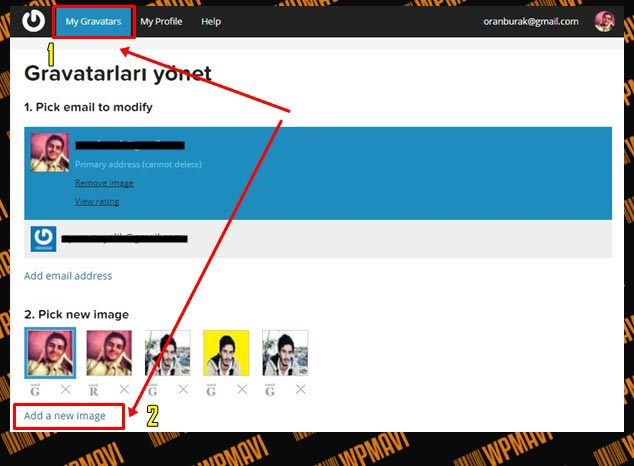 My Gravatars My Profile Help oranburak@gmail.com
1
Gravatarları yönet
1. Pick email to modify
Primary address (cannot delete)
Remove image
View rating
Add email address
2. Pick new image
G R G G G
Add a new image
2
WPMAVI